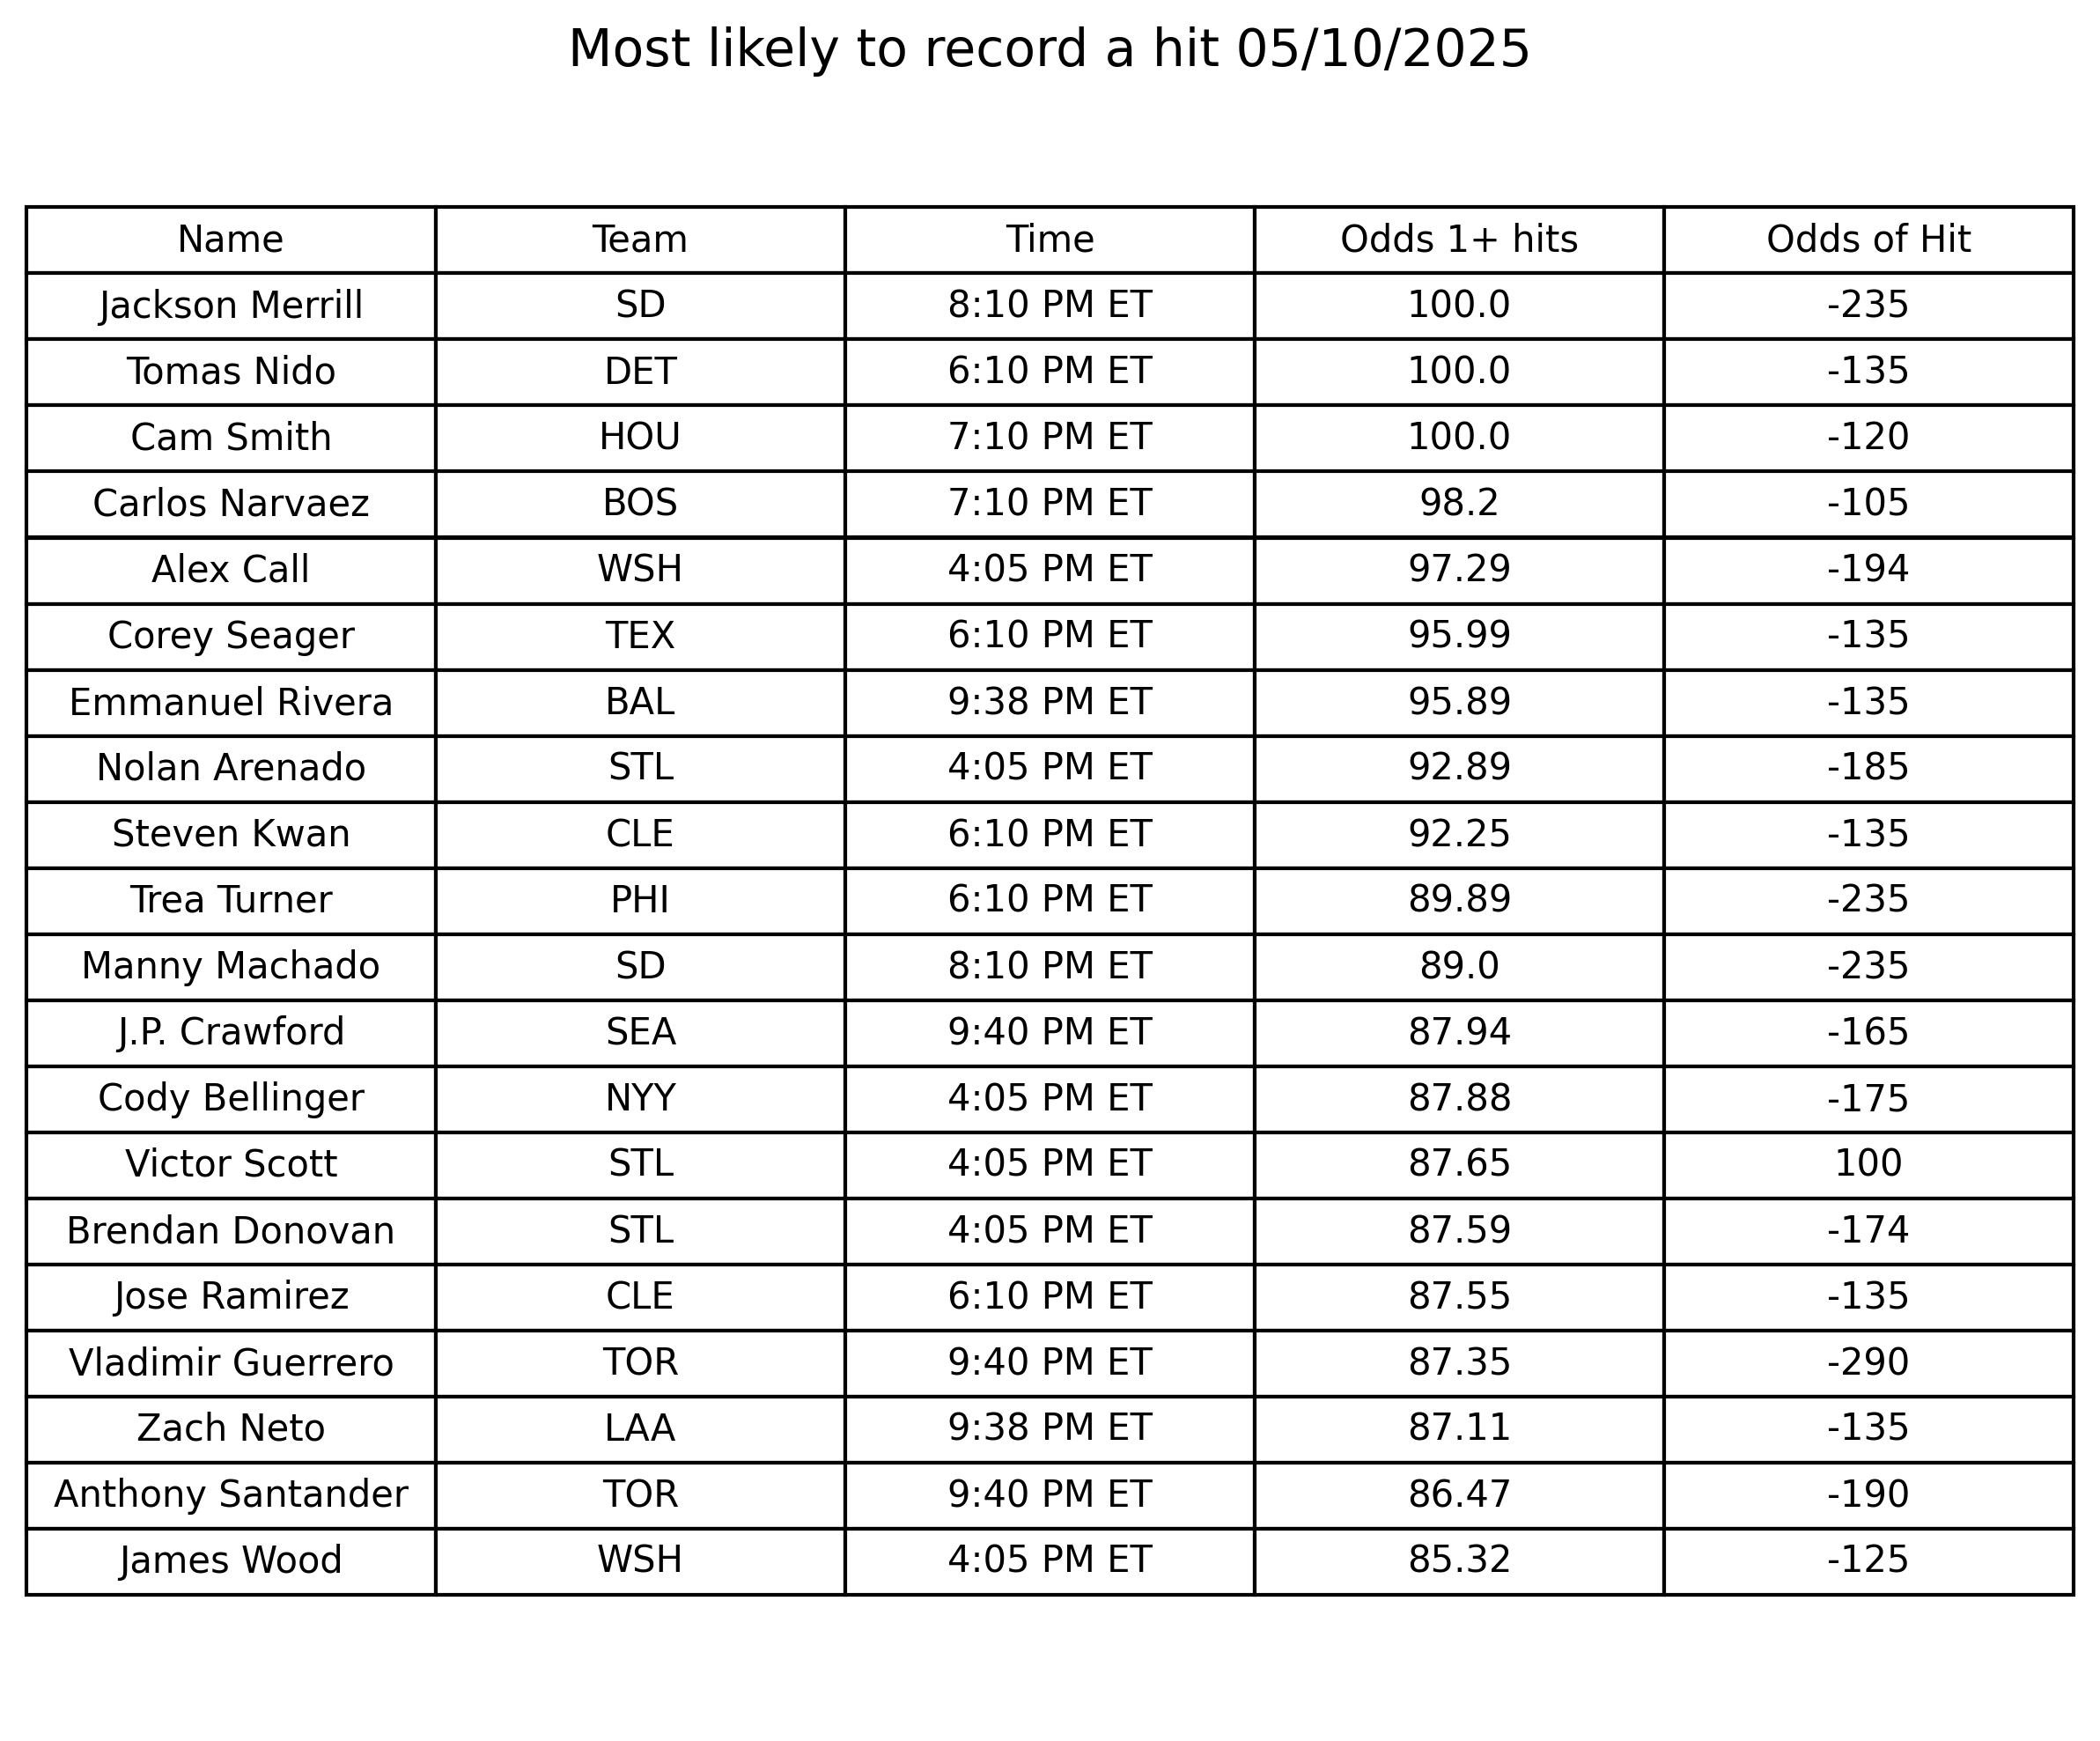 Most likely to record a hit 05/10/2025
Name Team Time Odds 1+ hits Odds of Hit
Jackson Merrill SD 8:10 PM ET 100.0 -235
Tomas Nido DET 6:10 PM ET 100.0 -135
Cam Smith HOU 7:10 PM ET 100.0 -120
Carlos Narvaez BOS 7:10 PM ET 98.2 -105
Alex Call WSH 4:05 PM ET 97.29 -194
Corey Seager TEX 6:10 PM ET 95.99 -135
Emmanuel Rivera BAL 9:38 PM ET 95.89 -135
Nolan Arenado STL 4:05 PM ET 92.89 -185
Steven Kwan CLE 6:10 PM ET 92.25 -135
Trea Turner PHI 6:10 PM ET 89.89 -235
Manny Machado SD 8:10 PM ET 89.0 -235
J.P. Crawford SEA 9:40 PM ET 87.94 -165
Cody Bellinger NYY 4:05 PM ET 87.88 -175
Victor Scott STL 4:05 PM ET 87.65 100
Brendan Donovan STL 4:05 PM ET 87.59 -174
Jose Ramirez CLE 6:10 PM ET 87.55 -135
Vladimir Guerrero TOR 9:40 PM ET 87.35 -290
Zach Neto LAA 9:38 PM ET 87.11 -135
Anthony Santander TOR 9:40 PM ET 86.47 -190
James Wood WSH 4:05 PM ET 85.32 -125